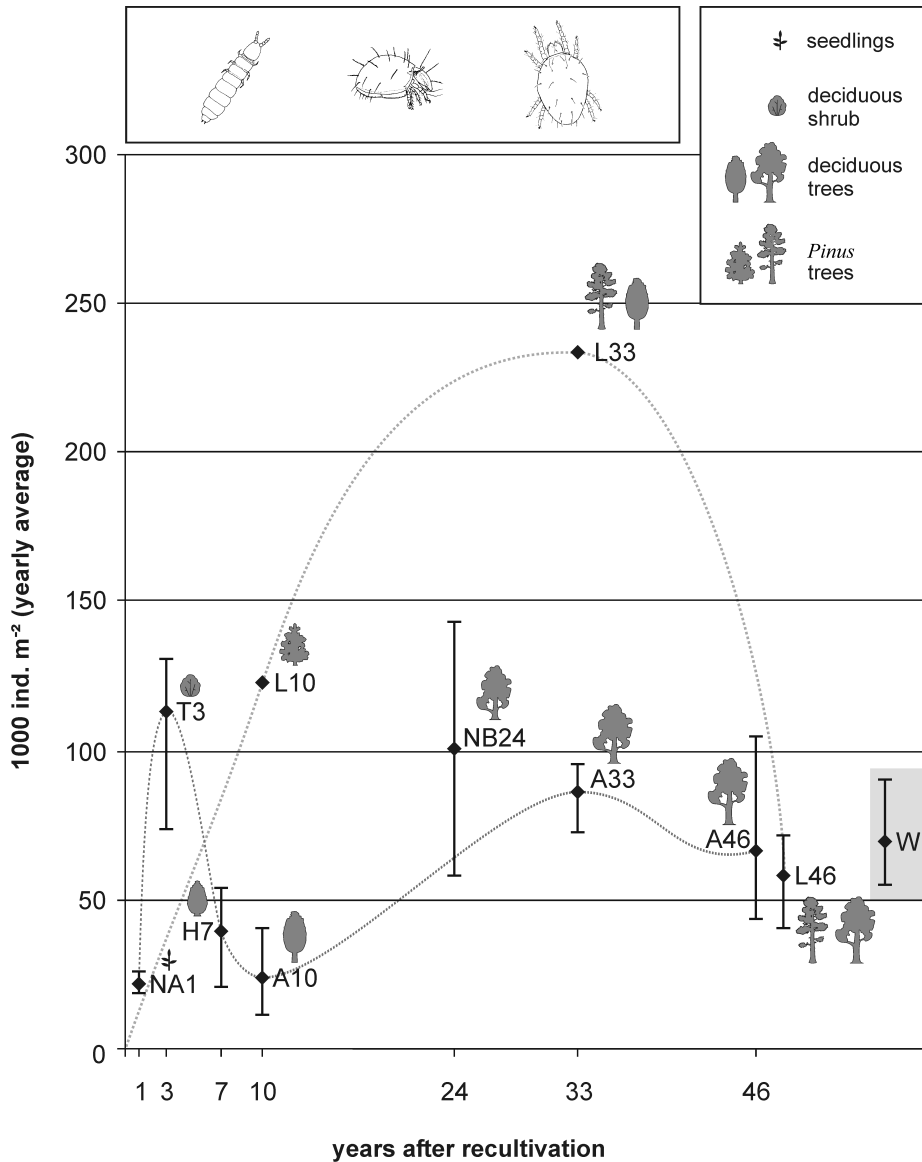 seedlings
deciduous
shrub
deciduous
trees
Pinus
trees
1000 ind. m⁻² (yearly average)
300
250
200
150
100
50
0
L33
L10
T3
NB24
A33
A46
W
L46
H7
NA1
A10
1 3 7 10 24 33 46
years after recultivation